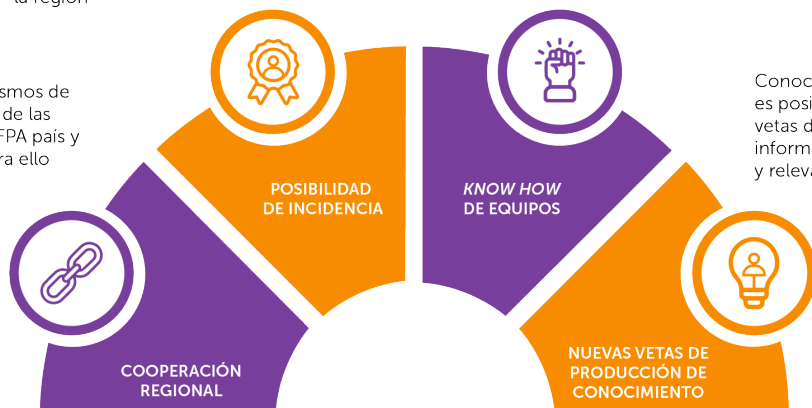 la región
smos de
de las
FPA país y
ra ello
POSIBILIDAD
DE INCIDENCIA
KNOW HOW
DE EQUIPOS
Conoc
es posi
vetas d
inform
y releva
COOPERACIÓN
REGIONAL
NUEVAS VETAS DE
PRODUCCIÓN DE
CONOCIMIENTO